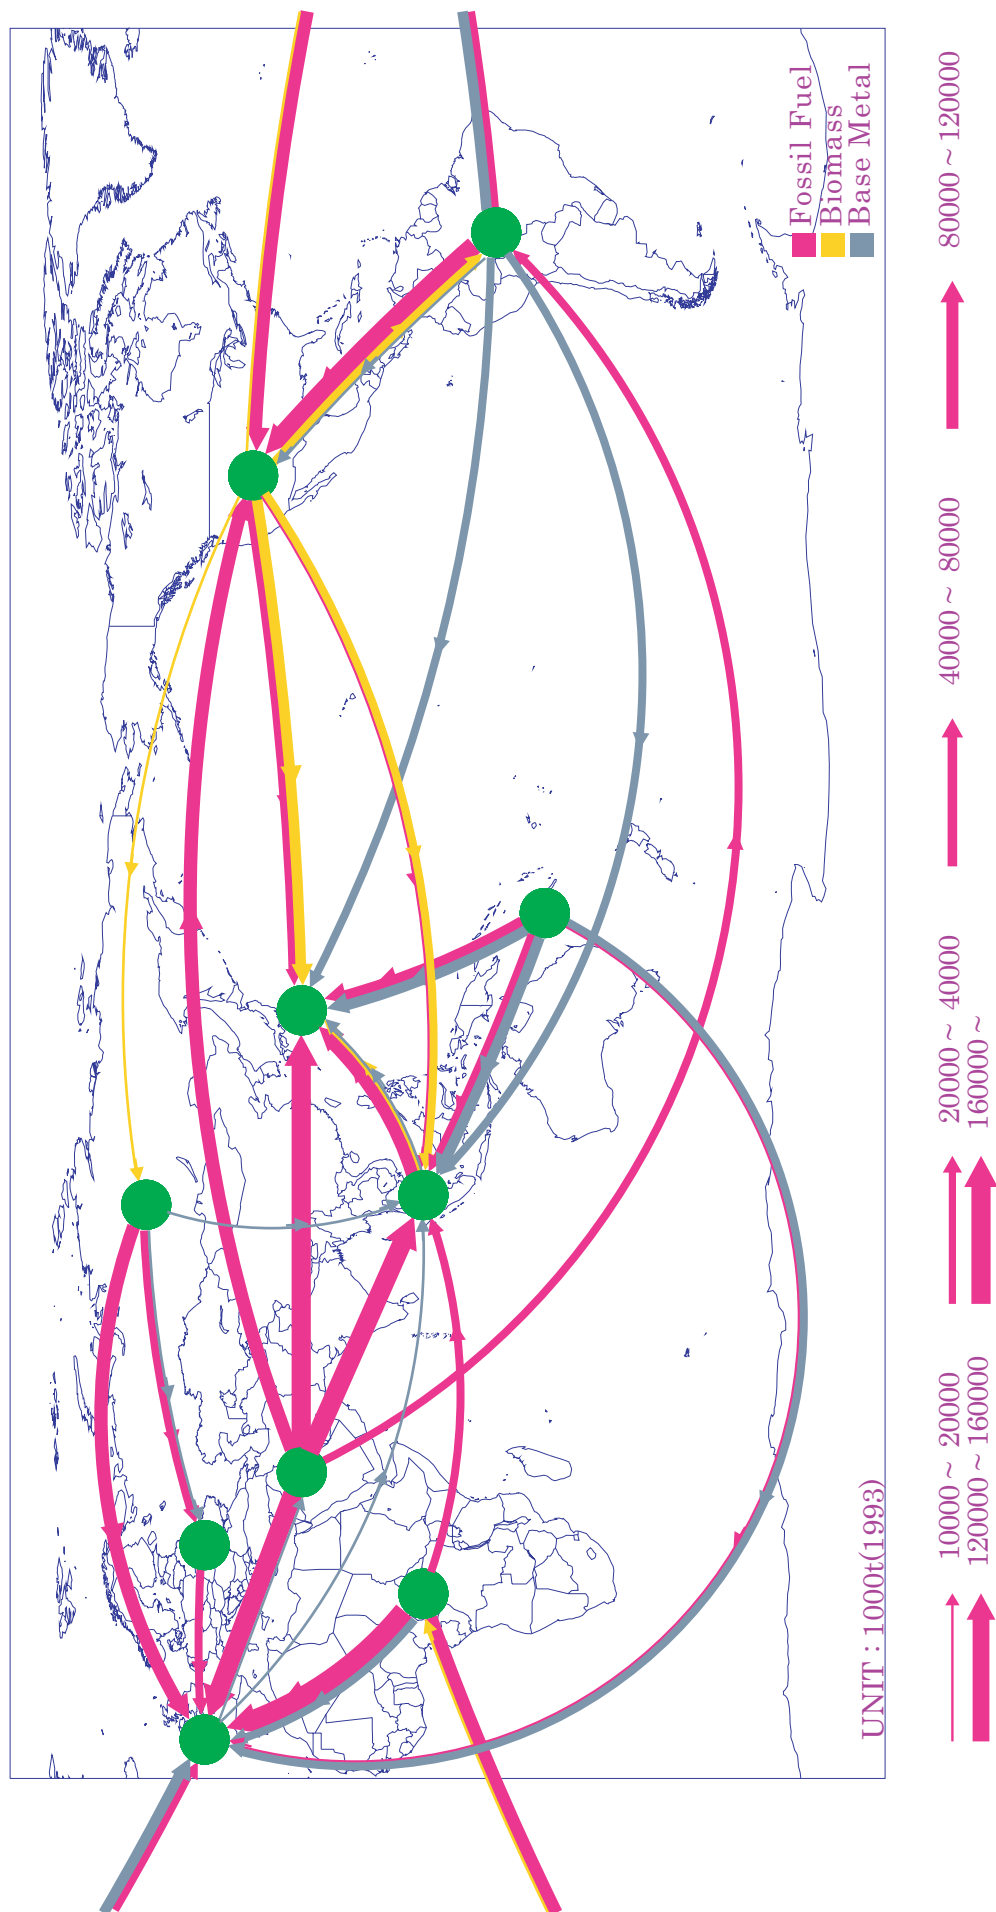 Fossil Fuel
Biomass
Base Metal
UNIT : 1000t(1993)
10000 ~ 20000
20000 ~ 40000
40000 ~ 80000
80000 ~ 120000
120000 ~ 160000
160000 ~